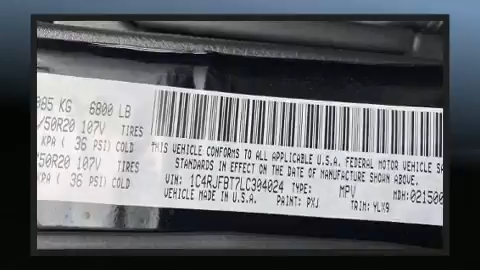 085 KG 6800 LB
/50R20 107V TIRES
KPA ( 36 PSI) COLD
50R20 107V TIRES
KPA ( 36 PSI) COLD
THIS VEHICLE CONFORMS TO ALL APPLICABLE U.S.A. FEDERAL MOTOR VEHICLE SA
STANDARDS IN EFFECT ON THE DATE OF MANUFACTURE SHOWN ABOVE.
VIN: 1C4RJFBT7LC304024 TYPE: MPV MDH: 021500
VEHICLE MADE IN U.S.A. PAINT: PXJ TRIM: YLX9